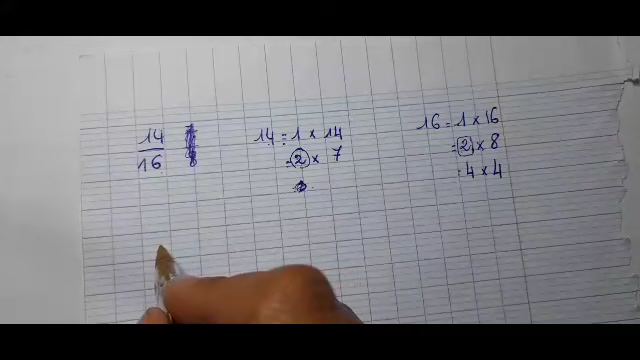 14/16
14 = 1 x 14
= 2 x 7
16 = 1 x 16
= 2 x 8
= 4 x 4